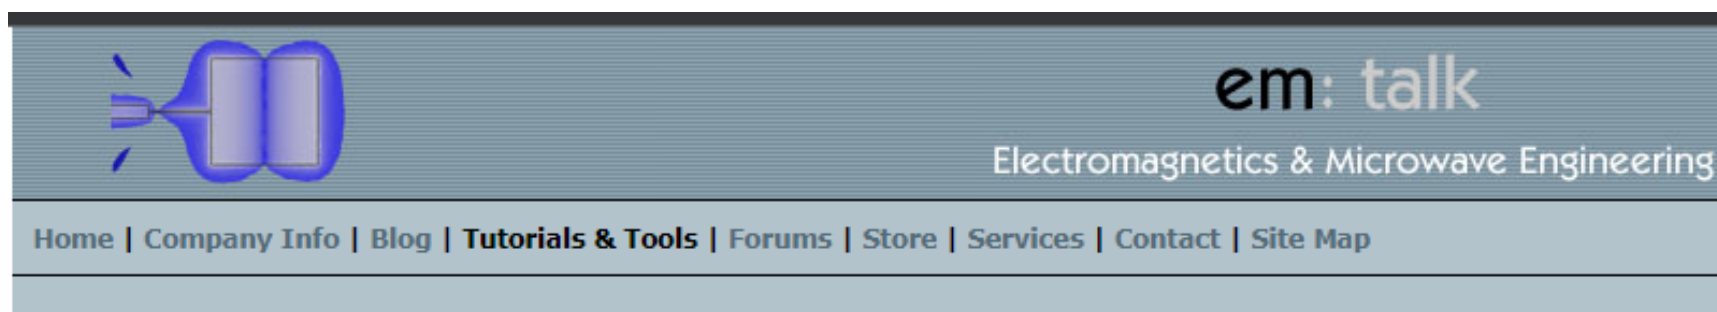 em: talk
Electromagnetics & Microwave Engineering
Home | Company Info | Blog | Tutorials & Tools | Forums | Store | Services | Contact | Site Map